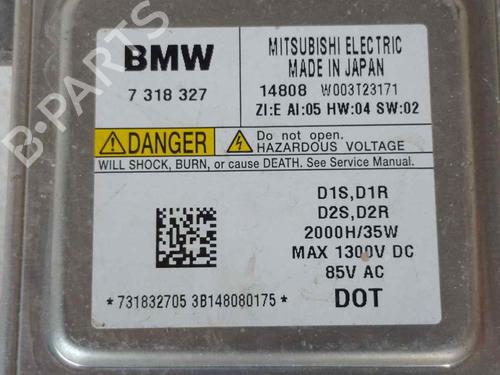 BMW
7 318 327
MITSUBISHI ELECTRIC
MADE IN JAPAN
14808 W003T23171
ZI:E AI:05 HW:04 SW:02
DANGER
Do not open.
HAZARDOUS VOLTAGE
WILL SHOCK, BURN, or cause DEATH. See Service Manual.
D1S,D1R
D2S,D2R
2000H/35W
MAX 1300V DC
85V AC
*731832705 3B148080175*
DOT